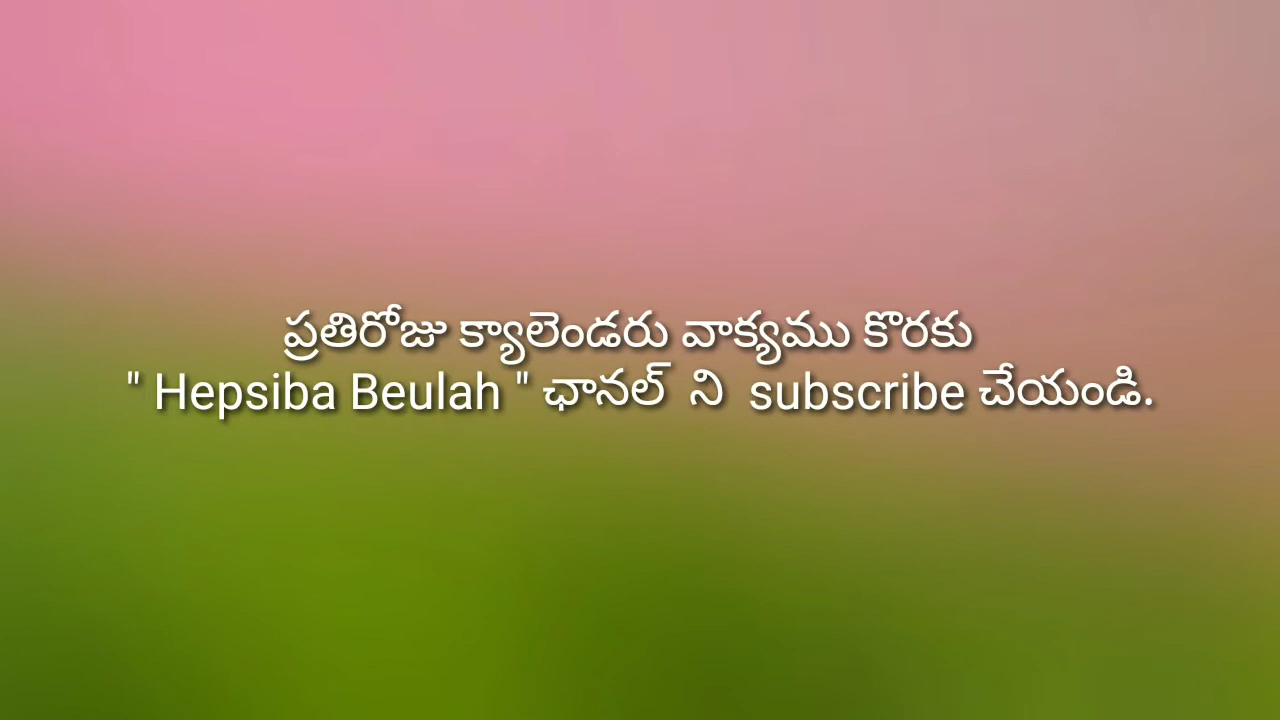 ప్రతిరోజు క్యాలెండరు వాక్యము కొరకు
" Hepsiba Beulah " ఛానల్ ని subscribe చేయండి.